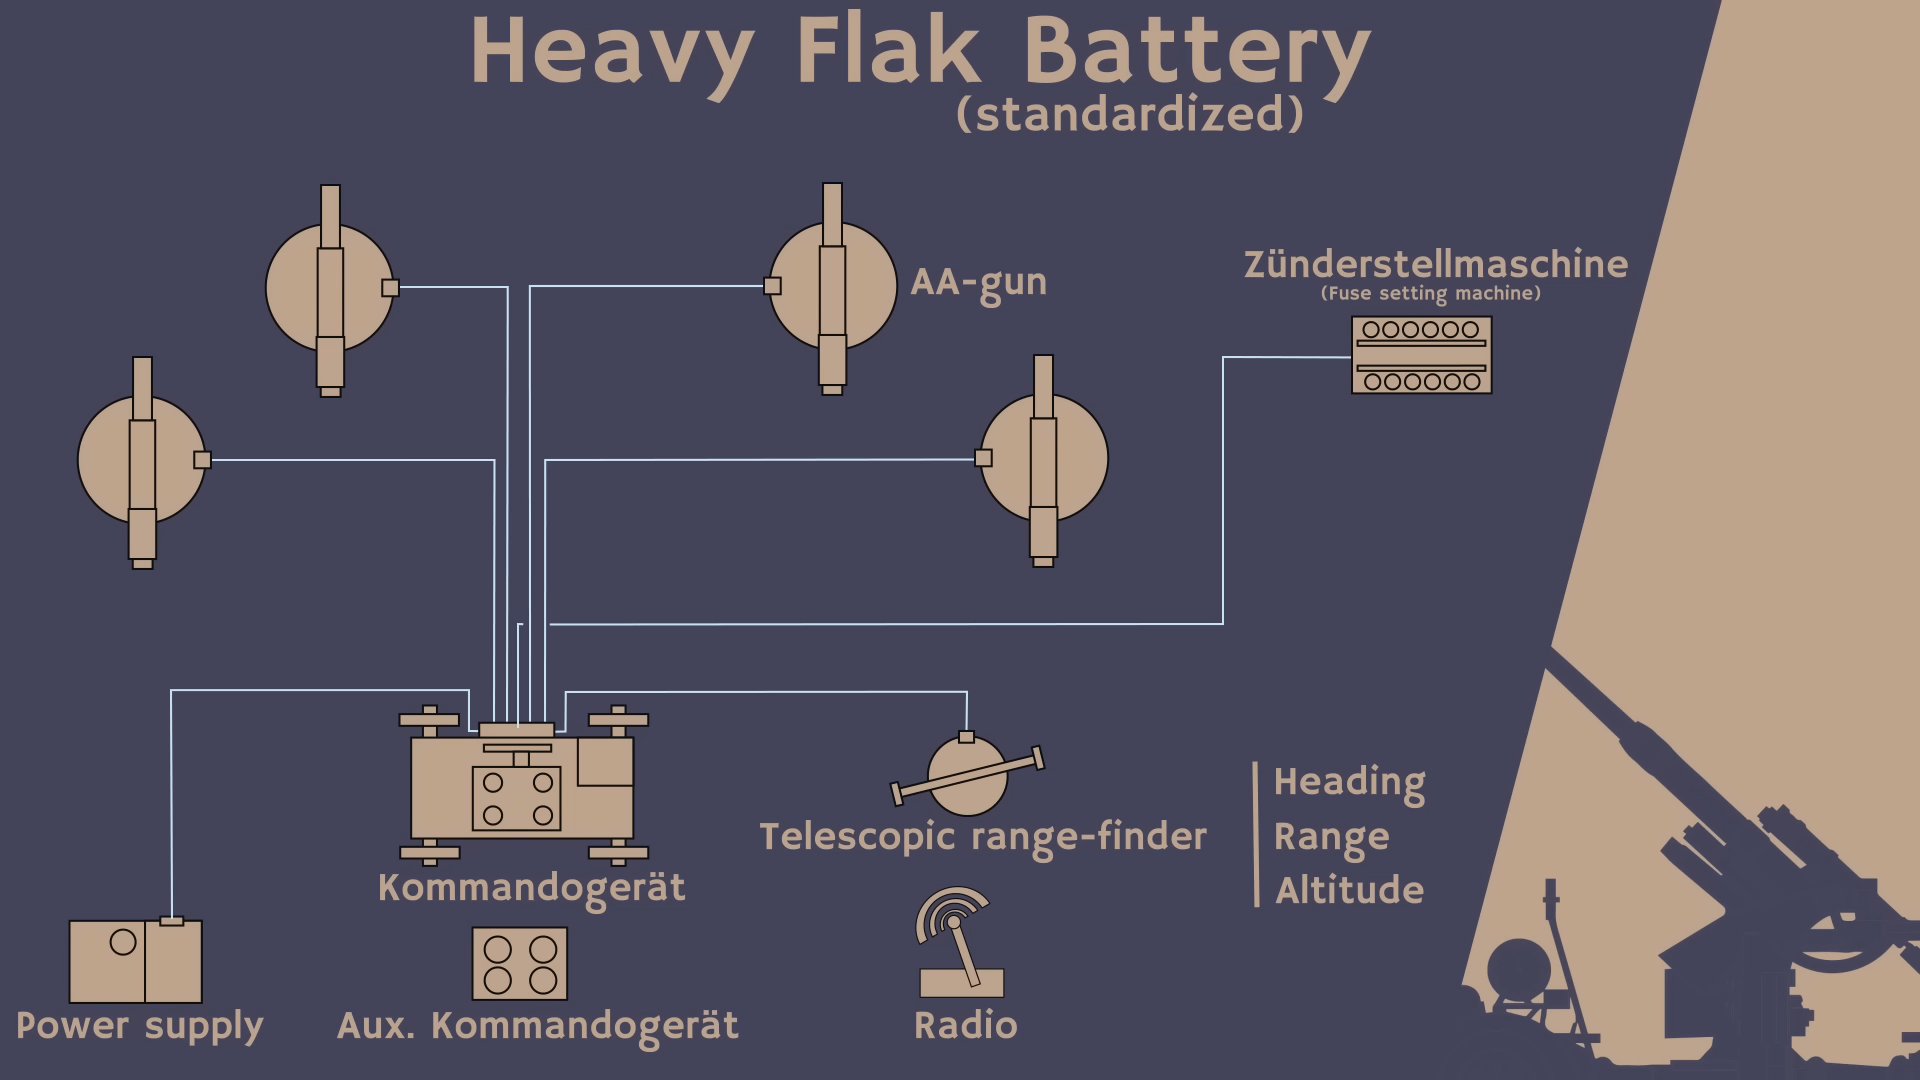 Heavy Flak Battery
(standardized)
AA-gun
Zünderstellmaschine
(Fuse setting machine)
Heading
Range
Altitude
Telescopic range-finder
Kommandogerät
Power supply
Aux. Kommandogerät
Radio